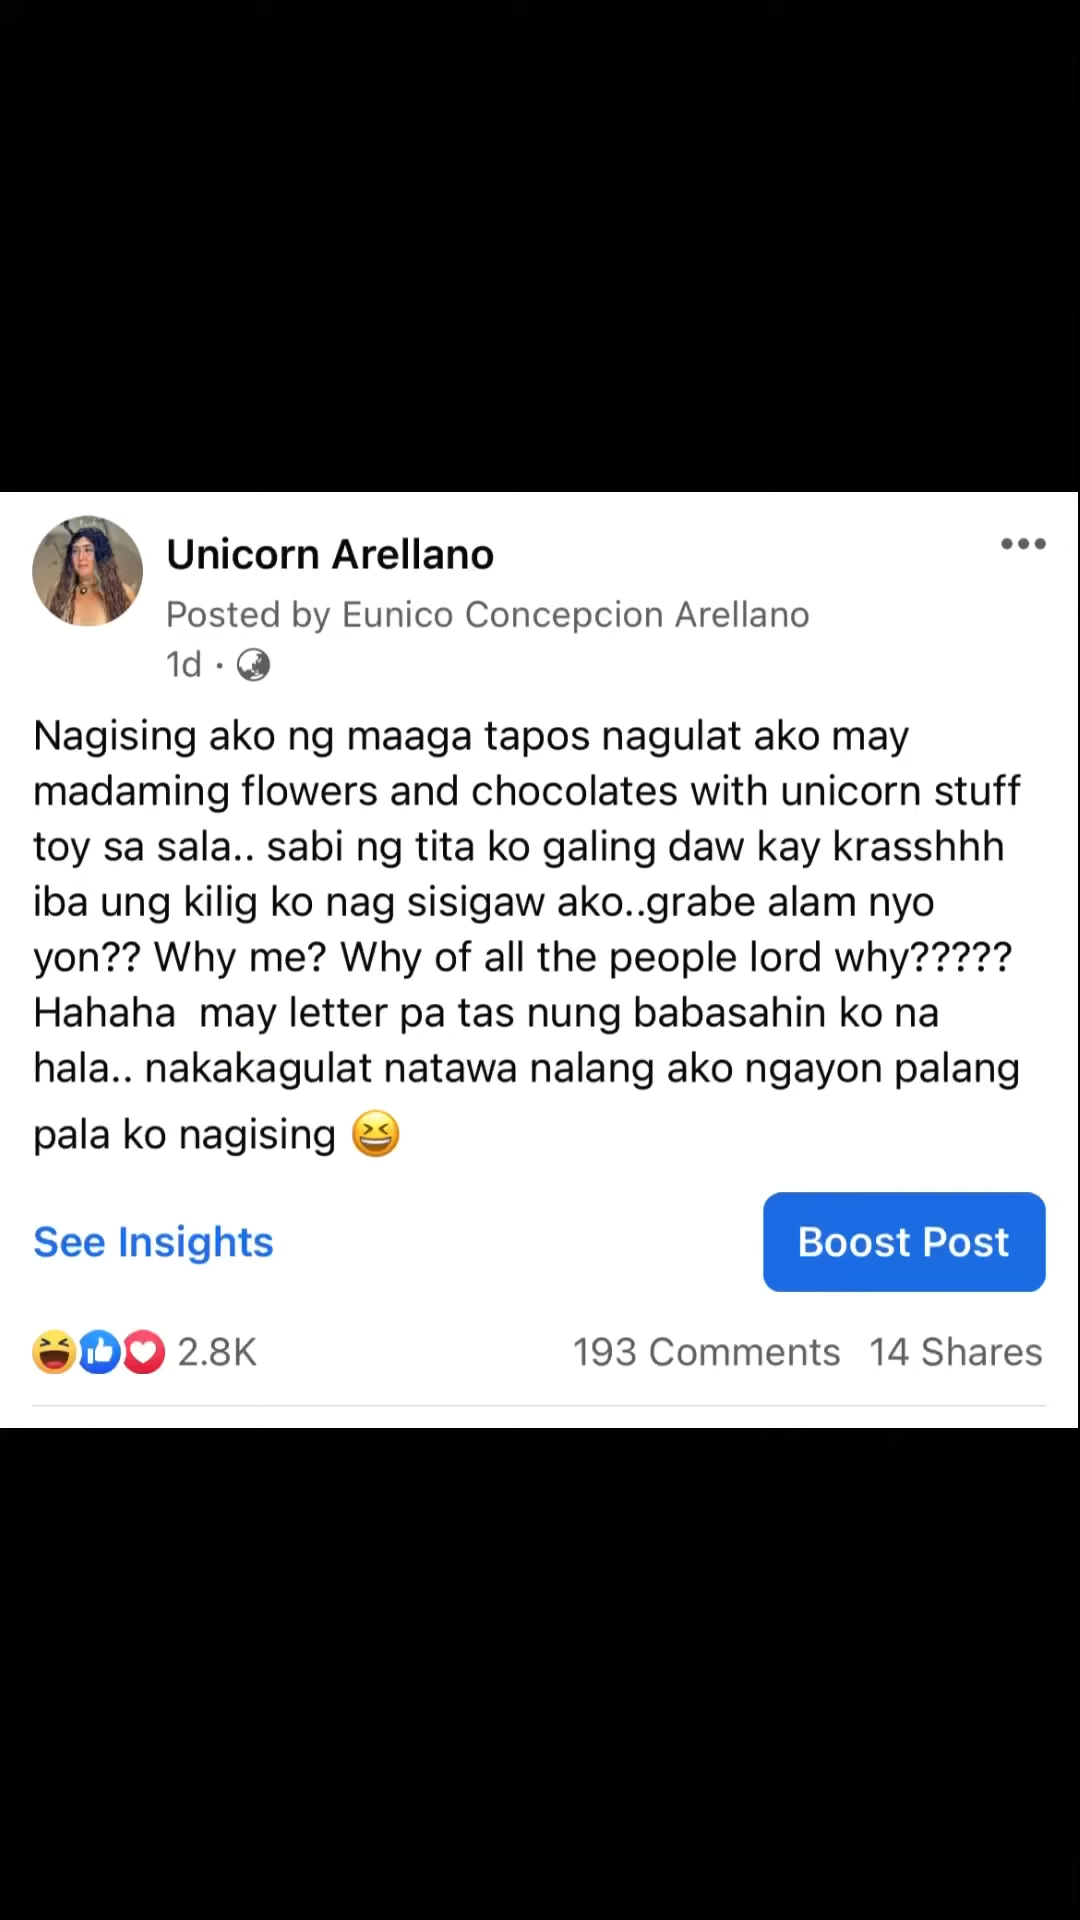 Unicorn Arellano
Posted by Eunico Concepcion Arellano
1d ·
Nagising ako ng maaga tapos nagulat ako may
madaming flowers and chocolates with unicorn stuff
toy sa sala.. sabi ng tita ko galing daw kay krasshhh
iba ung kilig ko nag sisigaw ako..grabe alam nyo
yon?? Why me? Why of all the people lord why?????
Hahaha  may letter pa tas nung babasahin ko na
hala.. nakakagulat natawa nalang ako ngayon palang
pala ko nagising 😆
See Insights
Boost Post
2.8K
193 Comments 14 Shares